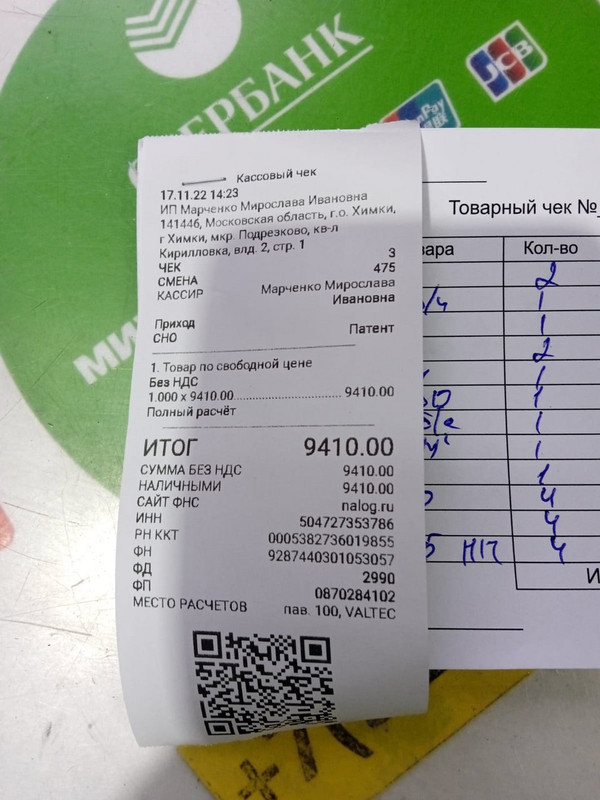 СБЕРБАНК
JCB
Pay
Кассовый чек
17.11.22 14:23
ИП Марченко Мирослава Ивановна
141446, Московская область, г.о. Химки,
г Химки, мкр. Подрезково, кв-л
Кирилловка, влд. 2, стр. 1
ЧЕК 3
СМЕНА 475
КАССИР Марченко Мирослава
Ивановна
Приход
СНО Патент
1. Товар по свободной цене
Без НДС
1.000 х 9410.00 9410.00
Полный расчёт
ИТОГ 9410.00
СУММА БЕЗ НДС 9410.00
НАЛИЧНЫМИ 9410.00
САЙТ ФНС nalog.ru
ИНН 504727353786
РН ККТ 0005382736019855
ФН 9287440301053057
ФД 2990
ФП 0870284102
МЕСТО РАСЧЕТОВ пав. 100, VALTEC
Товарный чек №
вара Кол-во
2
1
1
2
1
1
1
1
1
4
4
5 НП 4